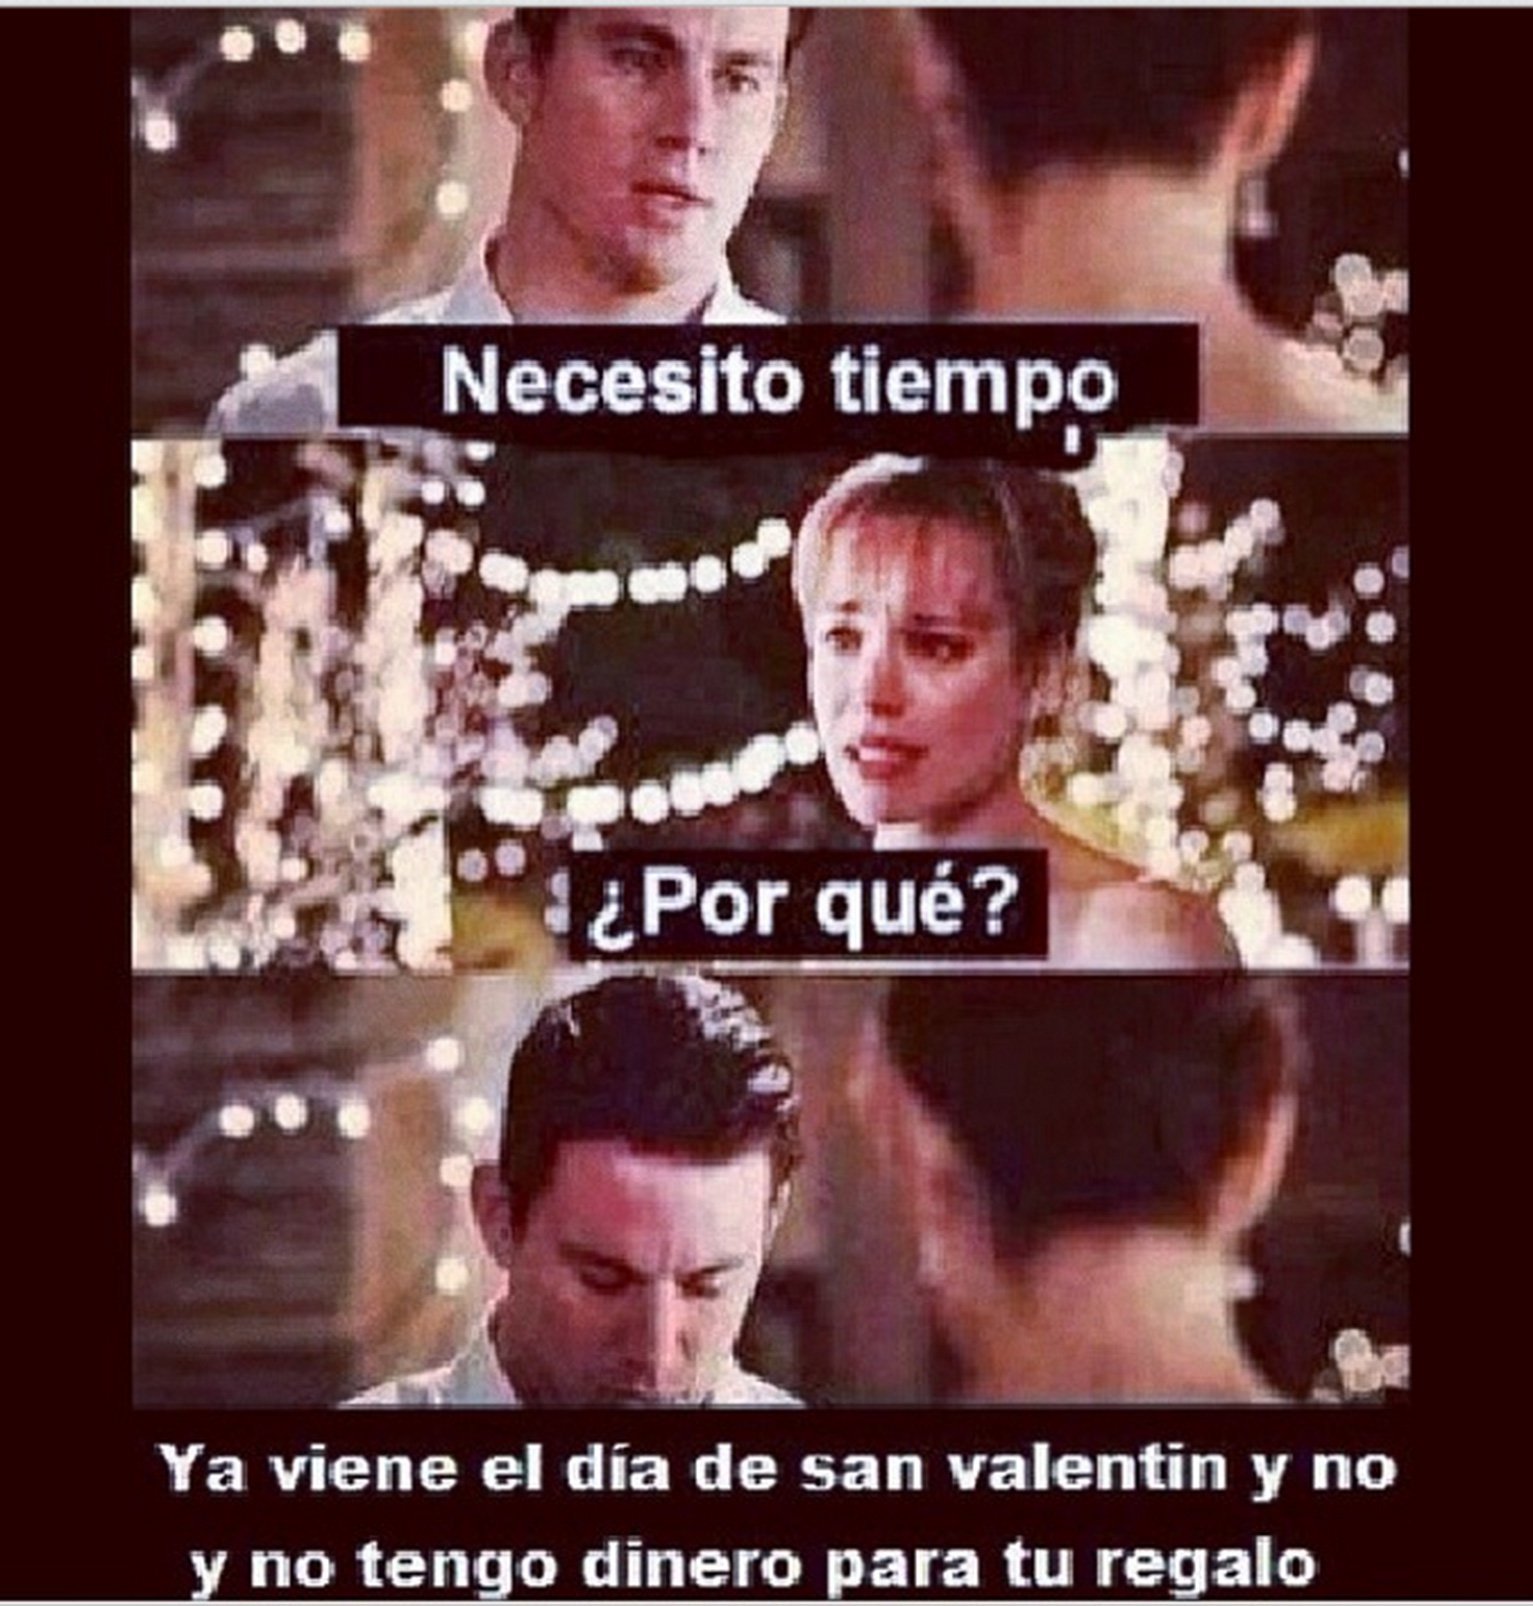 Necesito tiempo
¿Por qué?
Ya viene el día de san valentin y no
y no tengo dinero para tu regalo